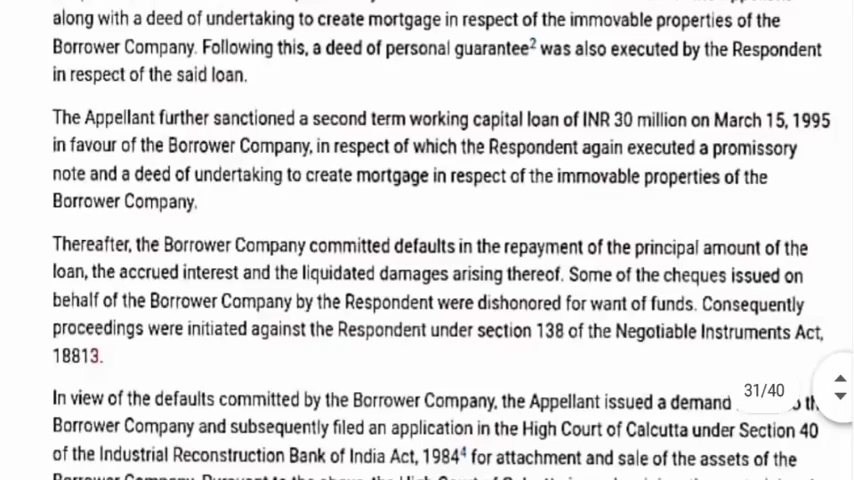 along with a deed of undertaking to create mortgage in respect of the immovable properties of the
Borrower Company. Following this, a deed of personal guarantee2 was also executed by the Respondent
in respect of the said loan.
The Appellant further sanctioned a second term working capital loan of INR 30 million on March 15, 1995
in favour of the Borrower Company, in respect of which the Respondent again executed a promissory
note and a deed of undertaking to create mortgage in respect of the immovable properties of the
Borrower Company.
Thereafter, the Borrower Company committed defaults in the repayment of the principal amount of the
loan, the accrued interest and the liquidated damages arising thereof. Some of the cheques issued on
behalf of the Borrower Company by the Respondent were dishonored for want of funds. Consequently
proceedings were initiated against the Respondent under section 138 of the Negotiable Instruments Act,
18813.
31/40
In view of the defaults committed by the Borrower Company, the Appellant issued a demand
Borrower Company and subsequently filed an application in the High Court of Calcutta under Section 40
of the Industrial Reconstruction Bank of India Act, 19844 for attachment and sale of the assets of the